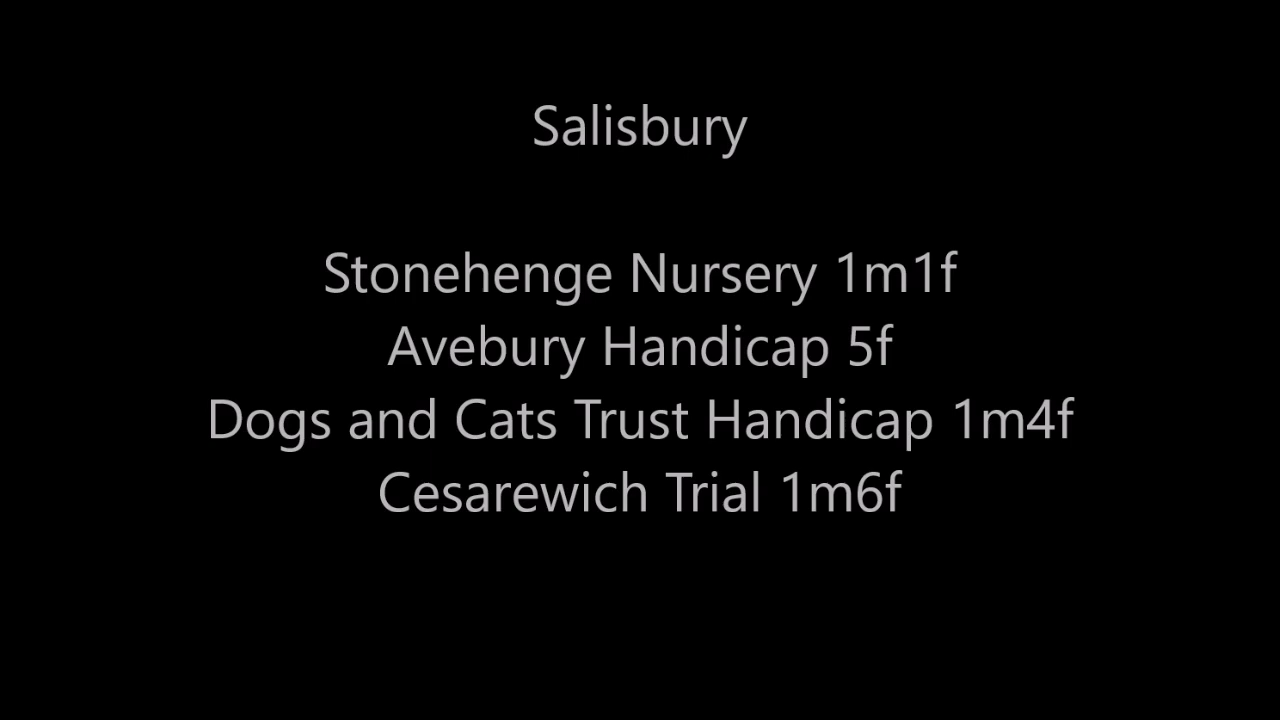 Salisbury
Stonehenge Nursery 1m1f
Avebury Handicap 5f
Dogs and Cats Trust Handicap 1m4f
Cesarewich Trial 1m6f